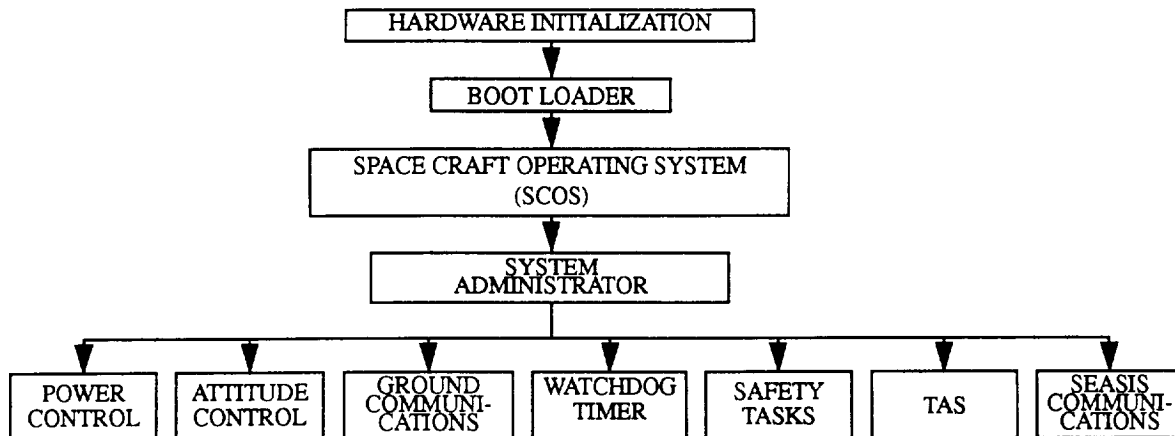 HARDWARE INITIALIZATION
BOOT LOADER
SPACE CRAFT OPERATING SYSTEM
(SCOS)
SYSTEM
ADMINISTRATOR
POWER
CONTROL
ATTITUDE
CONTROL
GROUND
COMMUNI-
CATIONS
WATCHDOG
TIMER
SAFETY
TASKS
TAS
SEASIS
COMMUNI-
CATIONS